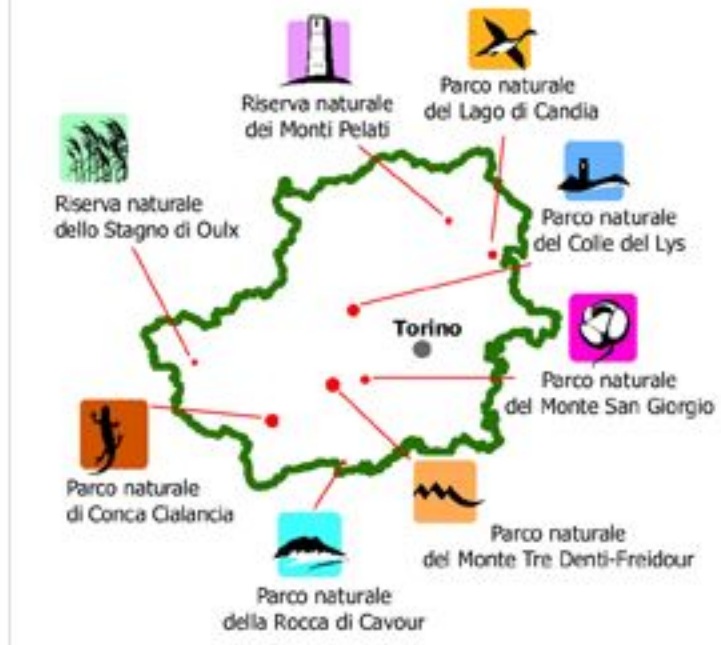 Parco naturale
del Lago di Candia
Riserva naturale
dei Monti Pelati
Riserva naturale
dello Stagno di Oulx
Parco naturale
del Colle del Lys
Torino
Parco naturale
del Monte San Giorgio
Parco naturale
di Conca Cialancia
Parco naturale
del Monte Tre Denti-Freidour
Parco naturale
della Rocca di Cavour